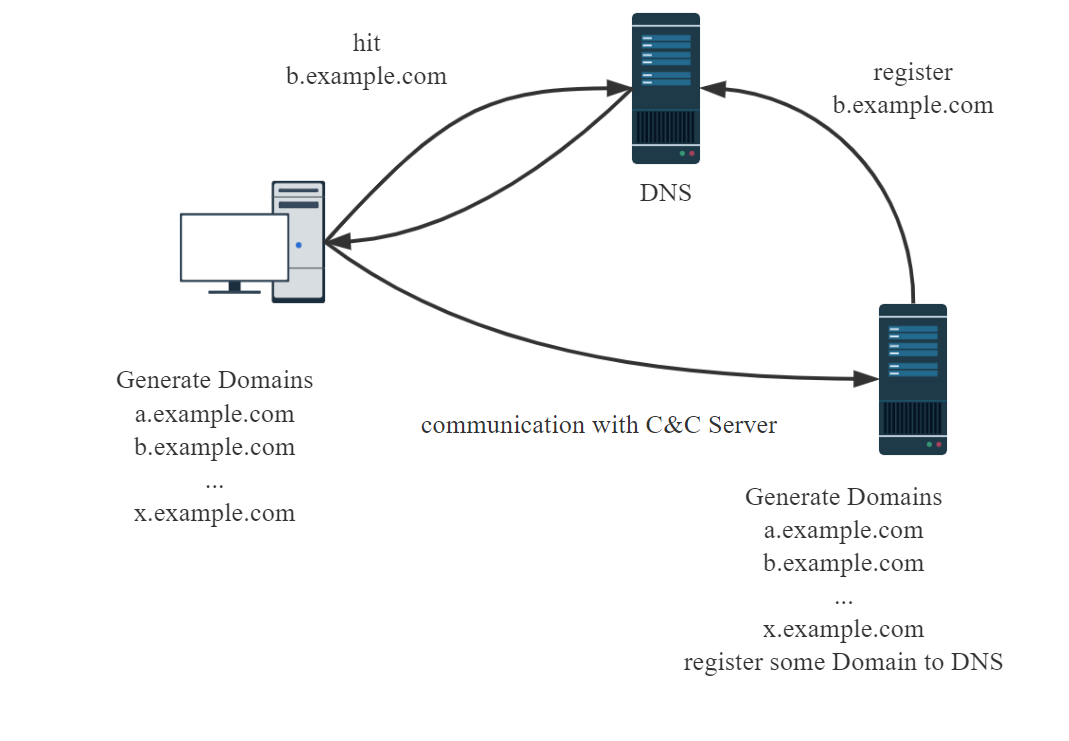 hit
b.example.com
register
b.example.com
DNS
Generate Domains
a.example.com
b.example.com
...
x.example.com
communication with C&C Server
Generate Domains
a.example.com
b.example.com
...
x.example.com
register some Domain to DNS